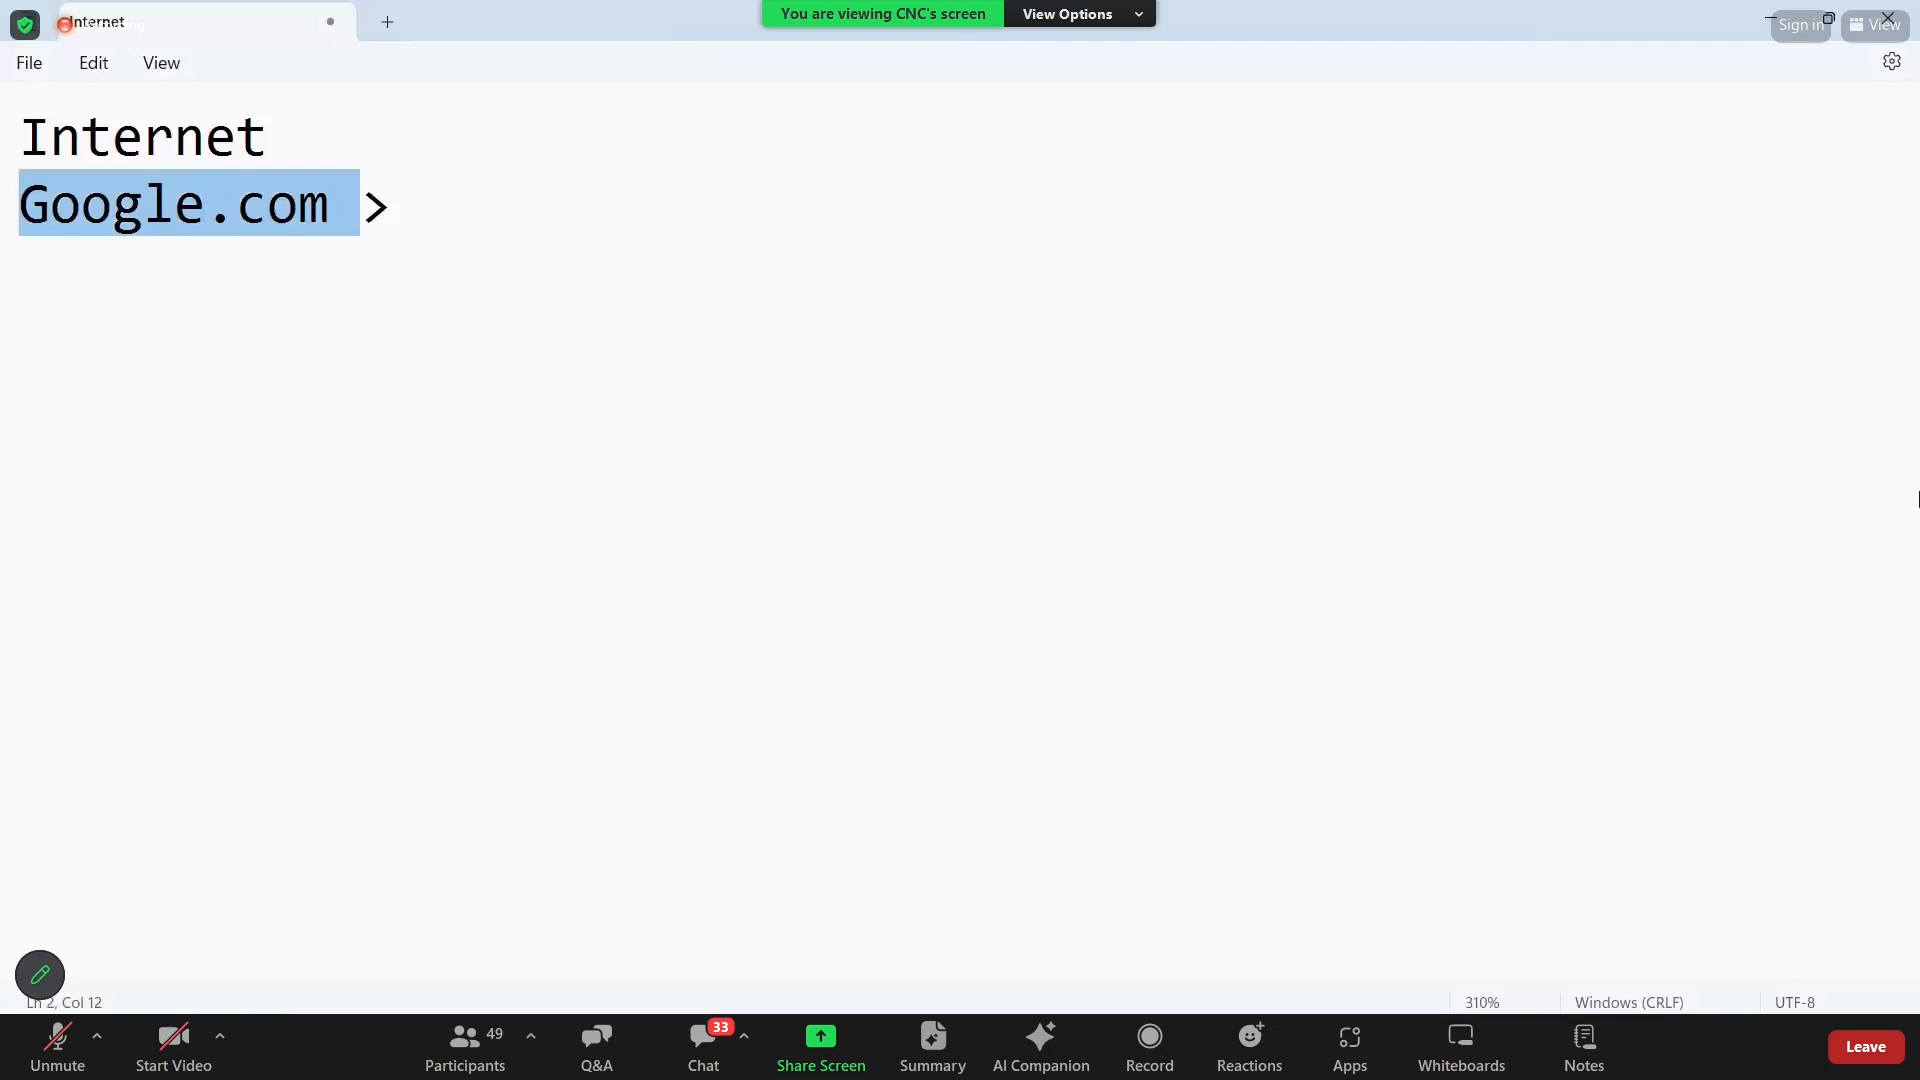 Internet
You are viewing CNC's screen
View Options
Sign in
View
File
Edit
View
Internet
Google.com >
Ln 2, Col 12
310%
Windows (CRLF)
UTF-8
49
33
Unmute
Start Video
Participants
Q&A
Chat
Share Screen
Summary
AI Companion
Record
Reactions
Apps
Whiteboards
Notes
Leave